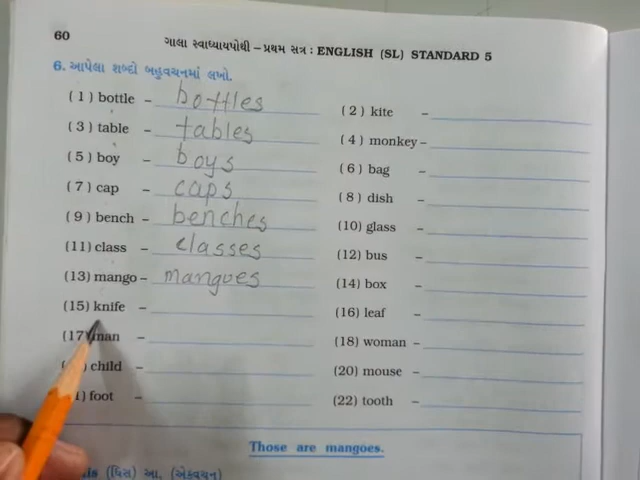 60
ગાલા સ્વાધ્યાયપોથી – પ્રથમ સત્ર : ENGLISH (SL) STANDARD 5
6. આપેલા શબ્દો બહુવચનમાં લખો.
( 1 ) bottle – bottles ( 2 ) kite –
( 3 ) table – tables ( 4 ) monkey –
( 5 ) boy – boys ( 6 ) bag –
( 7 ) cap – caps ( 8 ) dish –
( 9 ) bench – benches (10) glass –
(11) class – classes (12) bus –
(13) mango – mangoes (14) box –
(15) knife – (16) leaf –
(17) man – (18) woman –
child – (20) mouse –
foot – (22) tooth –
Those are mangoes.
(ધિસ) આ. (એકવચન)